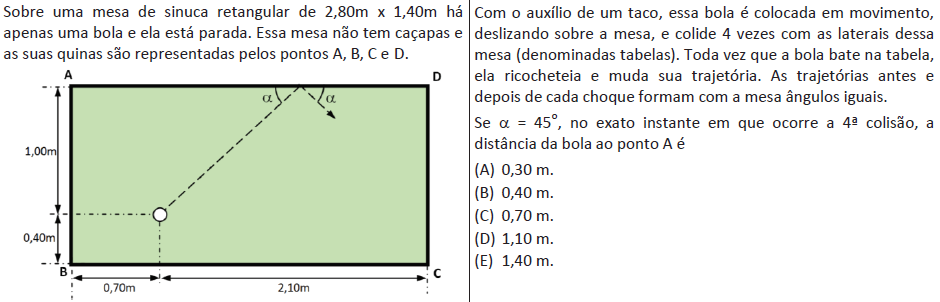 Sobre uma mesa de sinuca retangular de 2,80m x 1,40m há
apenas uma bola e ela está parada. Essa mesa não tem caçapas e
as suas quinas são representadas pelos pontos A, B, C e D.
A
D
α
α
1,00m
0,40m
B
C
0,70m
2,10m
Com o auxílio de um taco, essa bola é colocada em movimento,
deslizando sobre a mesa, e colide 4 vezes com as laterais dessa
mesa (denominadas tabelas). Toda vez que a bola bate na tabela,
ela ricocheteia e muda sua trajetória. As trajetórias antes e
depois de cada choque formam com a mesa ângulos iguais.
Se α = 45°, no exato instante em que ocorre a 4ª colisão, a
distância da bola ao ponto A é
(A) 0,30 m.
(B) 0,40 m.
(C) 0,70 m.
(D) 1,10 m.
(E) 1,40 m.